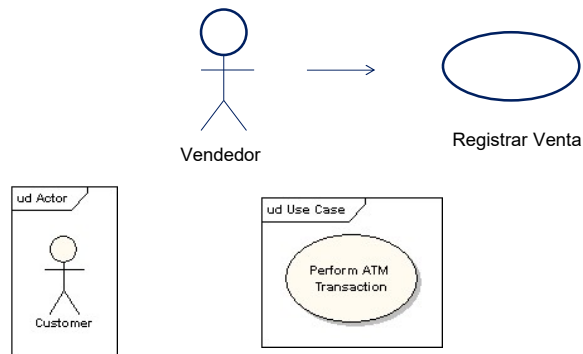 Vendedor
Registrar Venta
ud Actor
Customer
ud Use Case
Perform ATM
Transaction